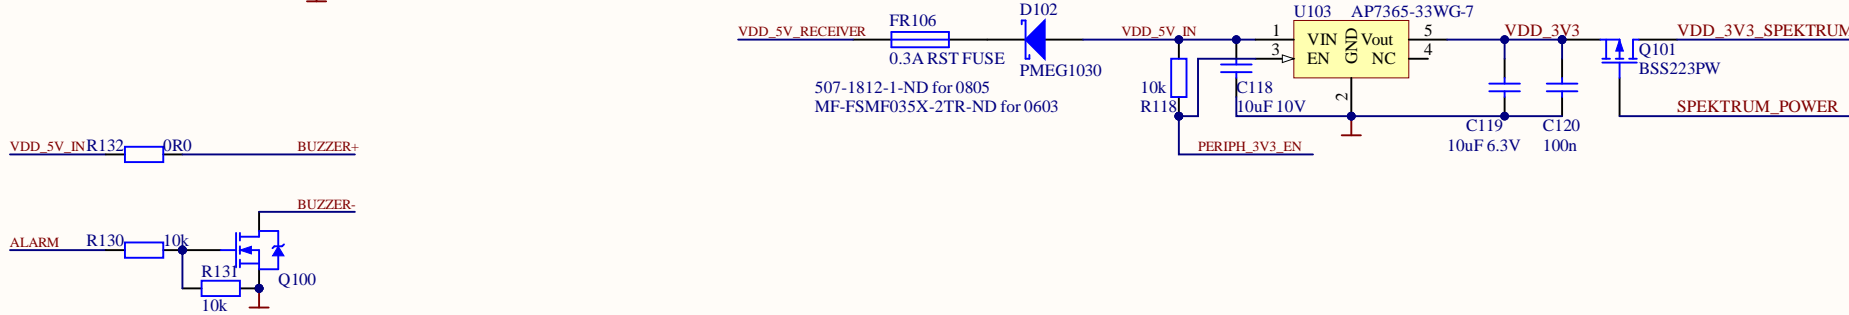 D102
U103 AP7365-33WG-7
FR106
VDD_5V_RECEIVER
VDD_5V_IN
1 VIN GND Vout 5
3 EN NC 4
2
VDD_3V3
VDD_3V3_SPEKTRUM
Q101
BSS223PW
0.3A RST FUSE
PMEG1030
507-1812-1-ND for 0805
MF-FSMF035X-2TR-ND for 0603
10k
R118
C118
10uF 10V
SPEKTRUM_POWER
C119
10uF 6.3V
C120
100n
PERIPH_3V3_EN
VDD_5V_IN R132 0R0 BUZZER+
BUZZER-
ALARM R130 10k
R131
10k
Q100